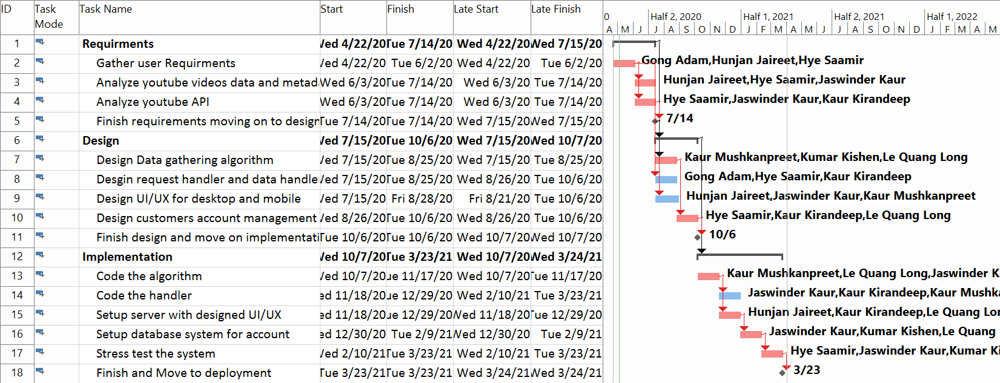 ID Task Mode Task Name Start Finish Late Start Late Finish
0 Half 2, 2020 Half 1, 2021 Half 2, 2021 Half 1, 2022
A M J J A S O N D J F M A M J J A S O N D J F M A M
1 Requirments Wed 4/22/20 Tue 7/14/20 Wed 4/22/20 Wed 7/15/20
2 Gather user Requirments Wed 4/22/20 Tue 6/2/20 Wed 4/22/20 Tue 6/2/20 Gong Adam,Hunjan Jaireet,Hye Saamir
3 Analyze youtube videos data and metad Wed 6/3/20 Tue 7/14/20 Wed 6/3/20 Tue 7/14/20 Hunjan Jaireet,Hye Saamir,Jaswinder Kaur
4 Analyze youtube API Wed 6/3/20 Tue 7/14/20 Wed 6/3/20 Tue 7/14/20 Hye Saamir,Jaswinder Kaur,Kaur Kirandeep
5 Finish requirements moving on to design Tue 7/14/20 Tue 7/14/20 Wed 7/15/20 Wed 7/15/20 7/14
6 Design Wed 7/15/20 Tue 10/6/20 Wed 7/15/20 Wed 10/7/20
7 Design Data gathering algorithm Wed 7/15/20 Tue 8/25/20 Wed 7/15/20 Tue 8/25/20 Kaur Mushkanpreet,Kumar Kishen,Le Quang Long
8 Desgin request handler and data handle Wed 7/15/20 Tue 8/25/20 Wed 8/26/20 Tue 10/6/20 Gong Adam,Hye Saamir,Kaur Kirandeep
9 Design UI/UX for desktop and mobile Wed 7/15/20 Fri 8/28/20 Fri 8/21/20 Tue 10/6/20 Hunjan Jaireet,Jaswinder Kaur,Kaur Mushkanpreet
10 Design customers account management Wed 8/26/20 Tue 10/6/20 Wed 8/26/20 Tue 10/6/20 Hye Saamir,Kaur Kirandeep,Le Quang Long
11 Finish design and move on implementati Tue 10/6/20 Tue 10/6/20 Wed 10/7/20 Wed 10/7/20 10/6
12 Implementation Wed 10/7/20 Tue 3/23/21 Wed 10/7/20 Wed 3/24/21
13 Code the algorithm Wed 10/7/20 ue 11/17/20 Wed 10/7/20 Tue 11/17/20 Kaur Mushkanpreet,Le Quang Long,Jaswinder K
14 Code the handler ed 11/18/20 ue 12/29/20 Wed 2/10/21 Tue 3/23/21 Jaswinder Kaur,Kaur Kirandeep,Kaur Mushka
15 Setup server with designed UI/UX ed 11/18/20 ue 12/29/20 Wed 11/18/20 Tue 12/29/20 Hunjan Jaireet,Kaur Kirandeep,Le Quang Lon
16 Setup database system for account ed 12/30/20 Tue 2/9/21 Wed 12/30/20 Tue 2/9/21 Jaswinder Kaur,Kumar Kishen,Le Quang
17 Stress test the system Wed 2/10/21 Tue 3/23/21 Wed 2/10/21 Tue 3/23/21 Hye Saamir,Jaswinder Kaur,Kumar Ki
18 Finish and Move to deployment Tue 3/23/21 Tue 3/23/21 Wed 3/24/21 Wed 3/24/21 3/23